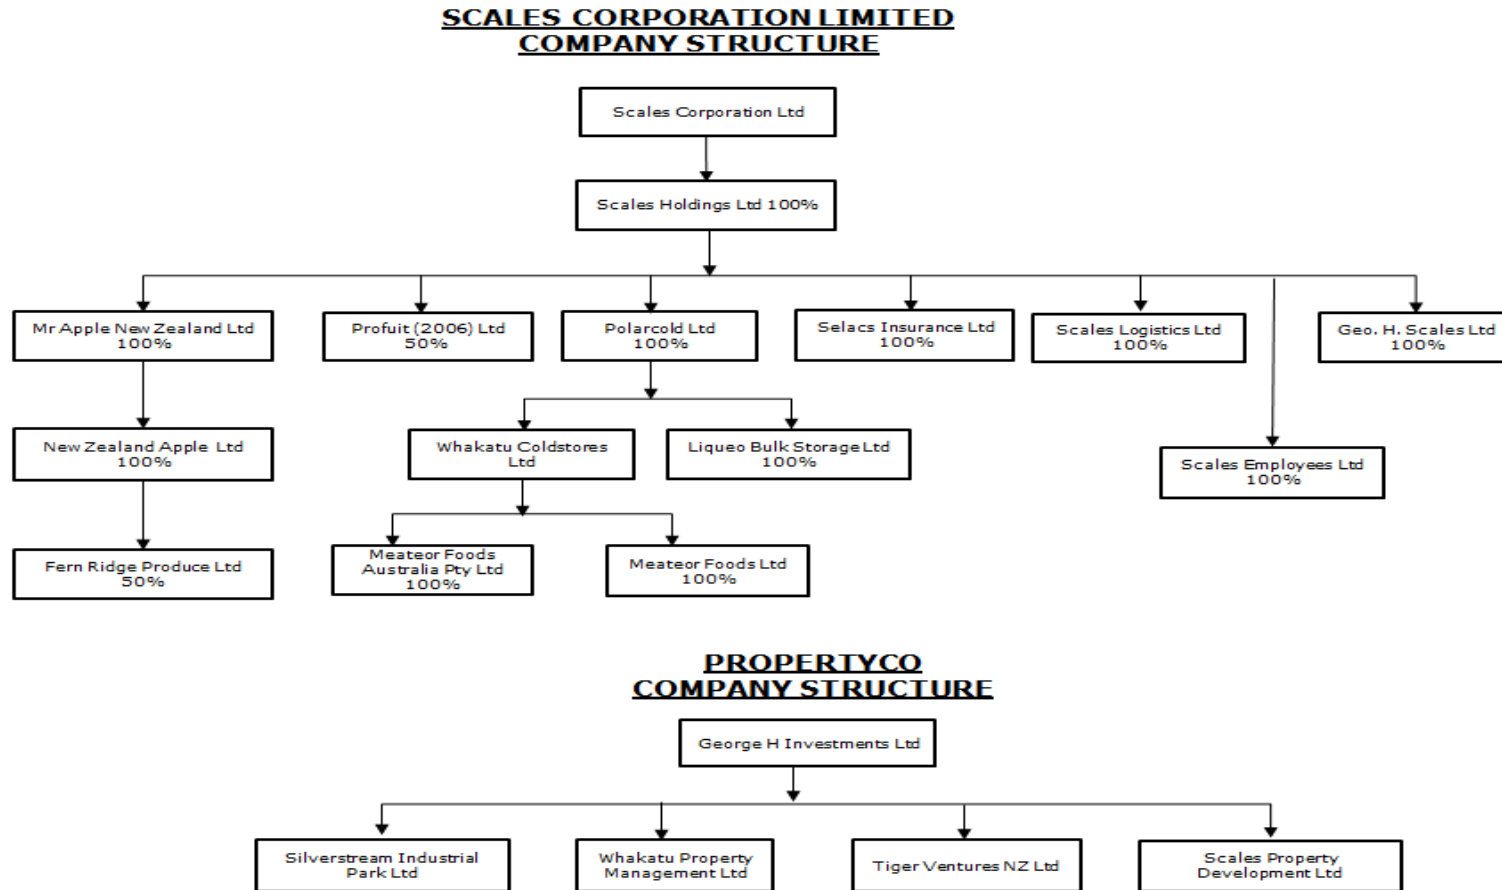 SCALES CORPORATION LIMITED
COMPANY STRUCTURE
Scales Corporation Ltd
Scales Holdings Ltd 100%
Mr Apple New Zealand Ltd
100%
Profuit (2006) Ltd
50%
Polarcold Ltd
100%
Selacs Insurance Ltd
100%
Scales Logistics Ltd
100%
Geo. H. Scales Ltd
100%
New Zealand Apple Ltd
100%
Whakatu Coldstores
Ltd
Liqueo Bulk Storage Ltd
100%
Scales Employees Ltd
100%
Fern Ridge Produce Ltd
50%
Meateor Foods
Australia Pty Ltd
100%
Meateor Foods Ltd
100%
PROPERTYCO
COMPANY STRUCTURE
George H Investments Ltd
Silverstream Industrial
Park Ltd
Whakatu Property
Management Ltd
Tiger Ventures NZ Ltd
Scales Property
Development Ltd